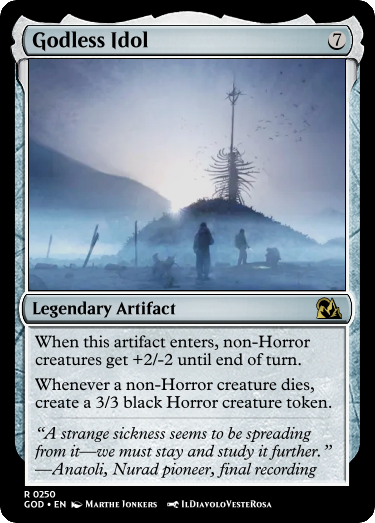 Godless Idol 7
Legendary Artifact
When this artifact enters, non-Horror
creatures get +2/-2 until end of turn.
Whenever a non-Horror creature dies,
create a 3/3 black Horror creature token.
“A strange sickness seems to be spreading
from it—we must stay and study it further.”
—Anatoli, Nurad pioneer, final recording
R 0250
GOD • EN Marthe Jonkers IlDiavoloVesteRosa